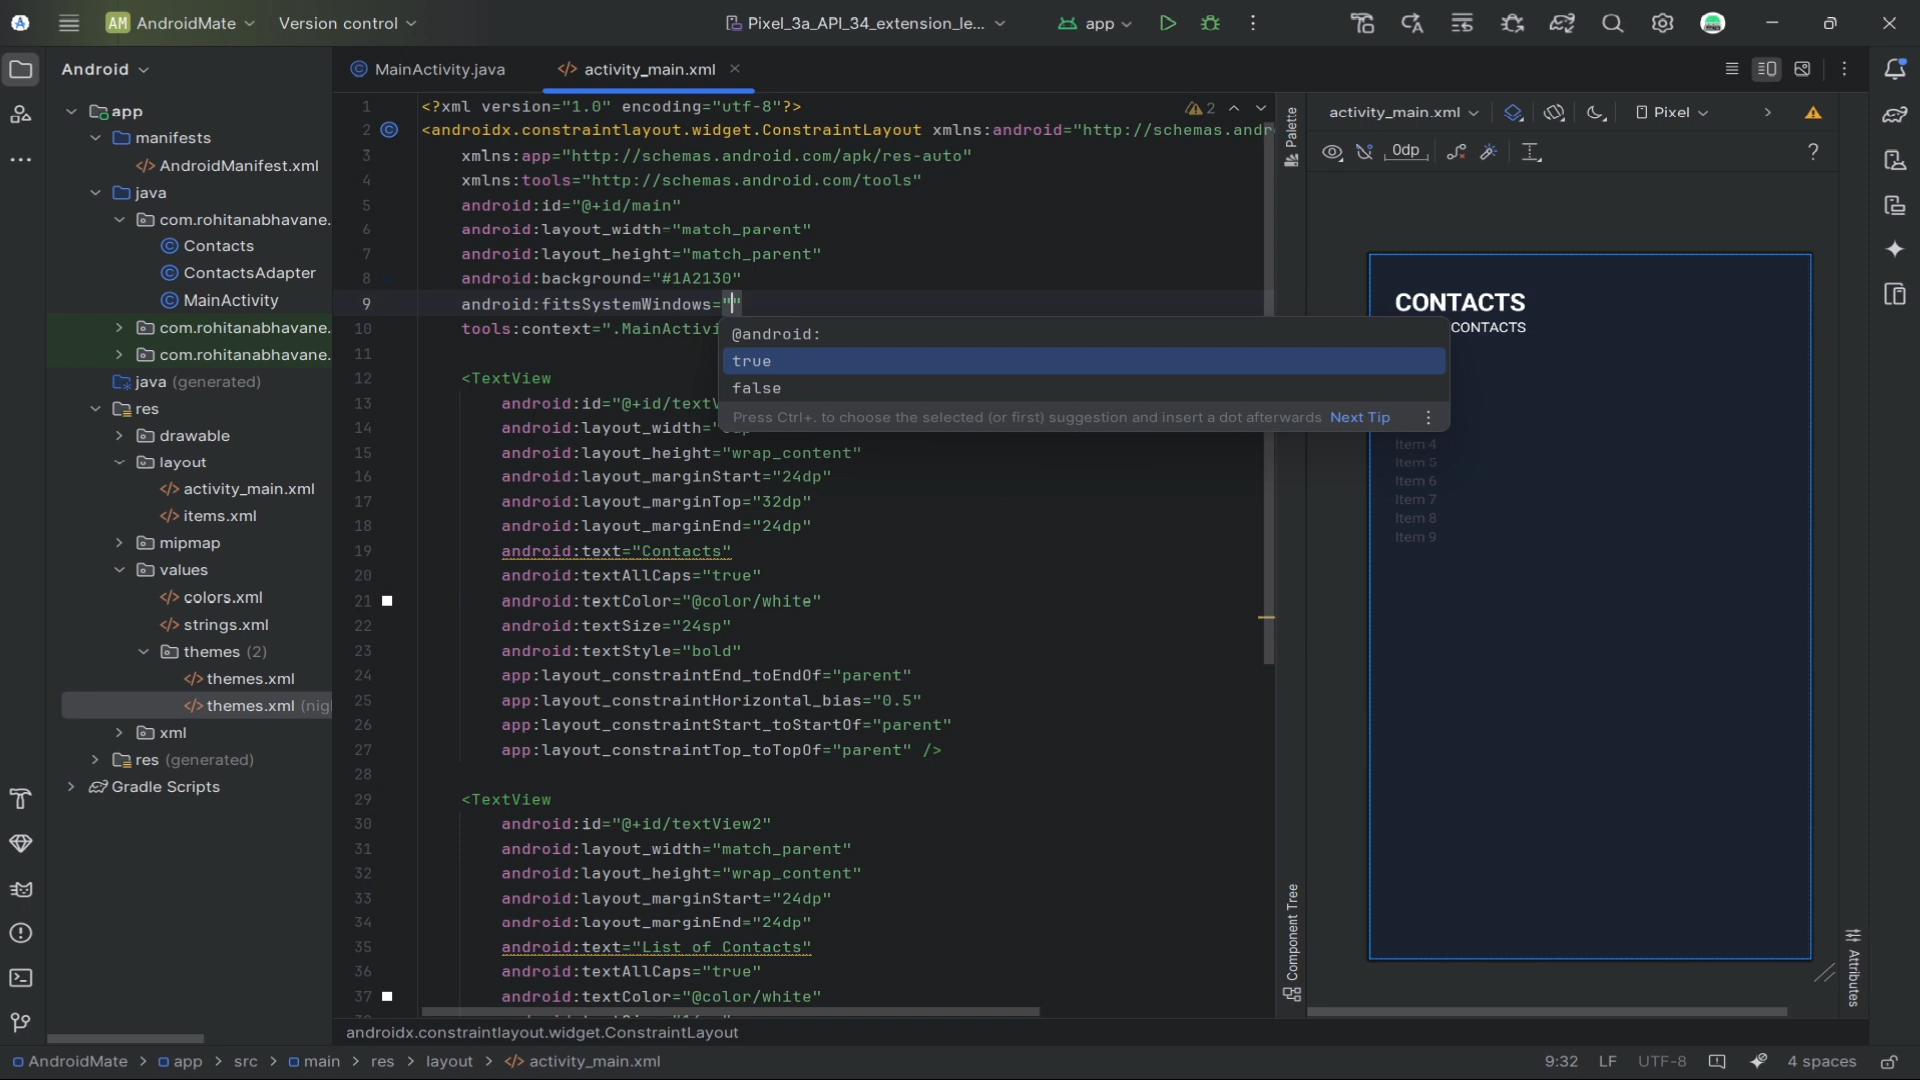 AM AndroidMate
Version control
Pixel_3a_API_34_extension_le...
app
Android
MainActivity.java
activity_main.xml
app
manifests
AndroidManifest.xml
java
com.rohitanabhavane.
Contacts
ContactsAdapter
MainActivity
com.rohitanabhavane.
com.rohitanabhavane.
java (generated)
res
drawable
layout
activity_main.xml
items.xml
mipmap
values
colors.xml
strings.xml
themes (2)
themes.xml
themes.xml (nig
xml
res (generated)
Gradle Scripts
1 <?xml version="1.0" encoding="utf-8"?>
2 <androidx.constraintlayout.widget.ConstraintLayout xmlns:android="http://schemas.andr
3 xmlns:app="http://schemas.android.com/apk/res-auto"
4 xmlns:tools="http://schemas.android.com/tools"
5 android:id="@+id/main"
6 android:layout_width="match_parent"
7 android:layout_height="match_parent"
8 android:background="#1A2130"
9 android:fitsSystemWindows=""
10 tools:context=".MainActivi
11
12 <TextView
13 android:id="@+id/text
14 android:layout_width="
15 android:layout_height="wrap_content"
16 android:layout_marginStart="24dp"
17 android:layout_marginTop="32dp"
18 android:layout_marginEnd="24dp"
19 android:text="Contacts"
20 android:textAllCaps="true"
21 android:textColor="@color/white"
22 android:textSize="24sp"
23 android:textStyle="bold"
24 app:layout_constraintEnd_toEndOf="parent"
25 app:layout_constraintHorizontal_bias="0.5"
26 app:layout_constraintStart_toStartOf="parent"
27 app:layout_constraintTop_toTopOf="parent" />
28
29 <TextView
30 android:id="@+id/textView2"
31 android:layout_width="match_parent"
32 android:layout_height="wrap_content"
33 android:layout_marginStart="24dp"
34 android:layout_marginEnd="24dp"
35 android:text="List of Contacts"
36 android:textAllCaps="true"
37 android:textColor="@color/white"
2
@android:
true
false
Press Ctrl+. to choose the selected (or first) suggestion and insert a dot afterwards Next Tip
Palette
Component Tree
activity_main.xml
Pixel
0dp
?
CONTACTS
CONTACTS
Item 4
Item 5
Item 6
Item 7
Item 8
Item 9
Attributes
androidx.constraintlayout.widget.ConstraintLayout
AndroidMate > app > src > main > res > layout > activity_main.xml
9:32 LF UTF-8 4 spaces